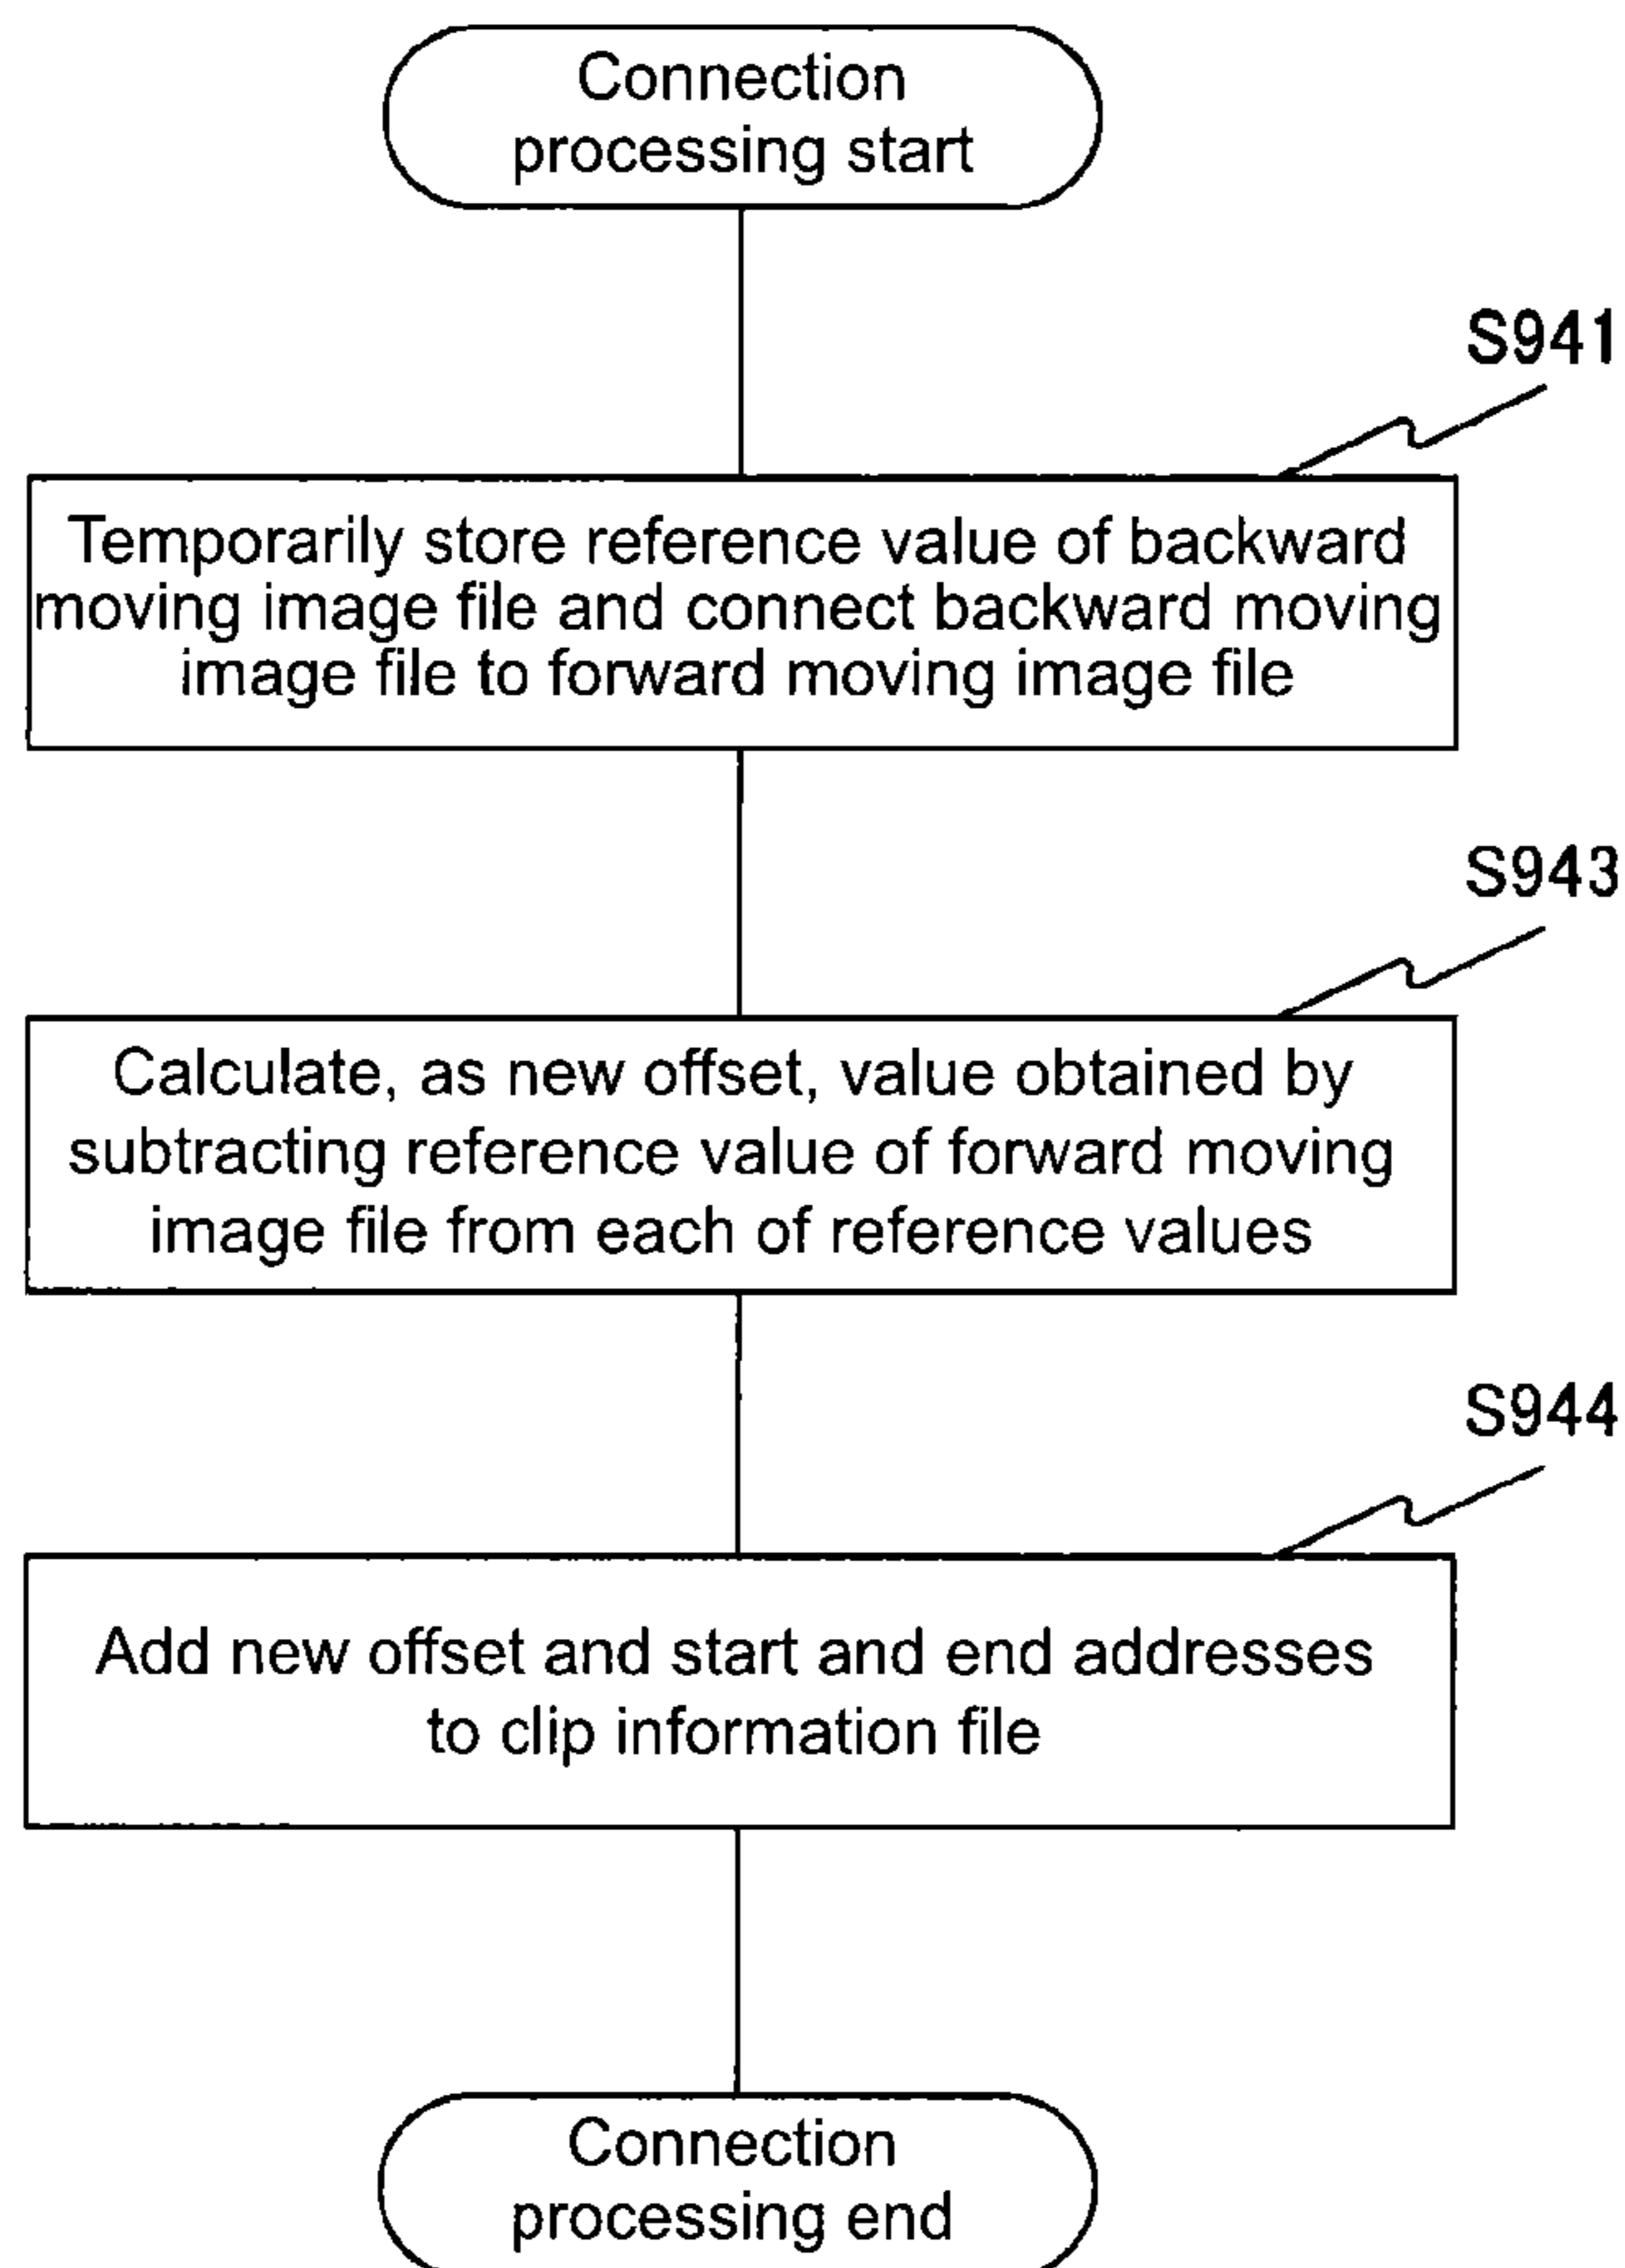 Connection
processing start
S941
Temporarily store reference value of backward
moving image file and connect backward moving
image file to forward moving image file
S943
Calculate, as new offset, value obtained by
subtracting reference value of forward moving
image file from each of reference values
S944
Add new offset and start and end addresses
to clip information file
Connection
processing end